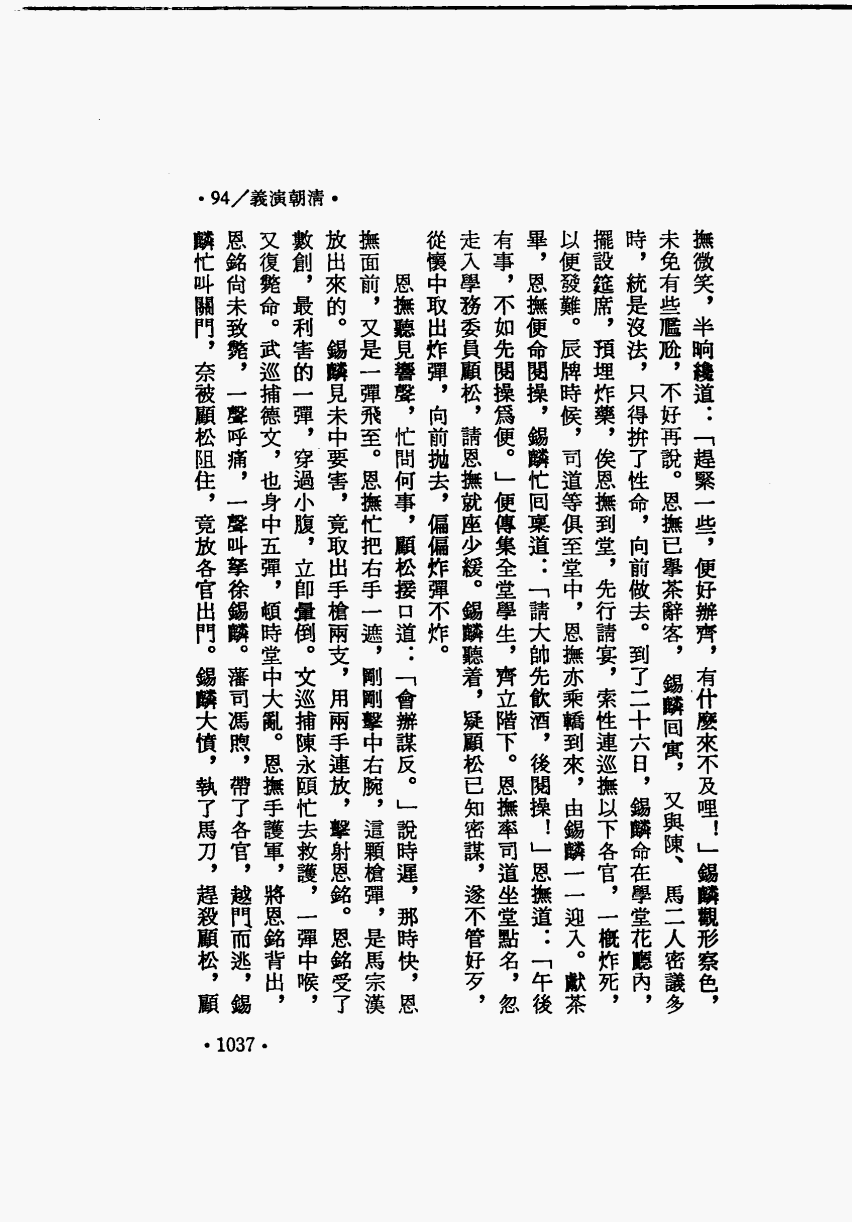 ·94╱義演朝清·
撫微笑，半晌纔道：「趕緊一些，便好辦齊，有什麼來不及哩！」錫麟觀形察色，
未免有些尷尬，不好再說。恩撫已舉茶辭客，錫麟回寓，又與陳、馬二人密議多
時，統是沒法，只得拚了性命，向前做去。到了二十六日，錫麟命在學堂花廳內，
擺設筵席，預埋炸藥，俟恩撫到堂，先行請宴，索性連巡撫以下各官，一概炸死，
以便發難。辰牌時候，司道等俱至堂中，恩撫亦乘轎到來，由錫麟一一迎入。獻茶
畢，恩撫便命閱操，錫麟忙回稟道：「請大帥先飲酒，後閱操！」恩撫道：「午後
有事，不如先閱操爲便。」便傳集全堂學生，齊立階下。恩撫率司道坐堂點名，忽
走入學務委員顧松，請恩撫就座少緩。錫麟聽着，疑顧松已知密謀，遂不管好歹，
從懷中取出炸彈，向前拋去，偏偏炸彈不炸。
恩撫聽見響聲，忙問何事，顧松接口道：「會辦謀反。」說時遲，那時快，恩
撫面前，又是一彈飛至。恩撫忙把右手一遮，剛剛擊中右腕，這顆槍彈，是馬宗漢
放出來的。錫麟見未中要害，竟取出手槍兩支，用兩手連放，擊射恩銘。恩銘受了
數創，最利害的一彈，穿過小腹，立卽暈倒。文巡捕陳永頤忙去救護，一彈中喉，
又復斃命。武巡捕德文，也身中五彈，頓時堂中大亂。恩撫手護軍，將恩銘背出，
恩銘尙未致斃，一聲呼痛，一聲叫拏徐錫麟。藩司馮煦，帶了各官，越門而逃，錫
麟忙叫關門，奈被顧松阻住，竟放各官出門。錫麟大憤，執了馬刀，趕殺顧松，顧
·1037·